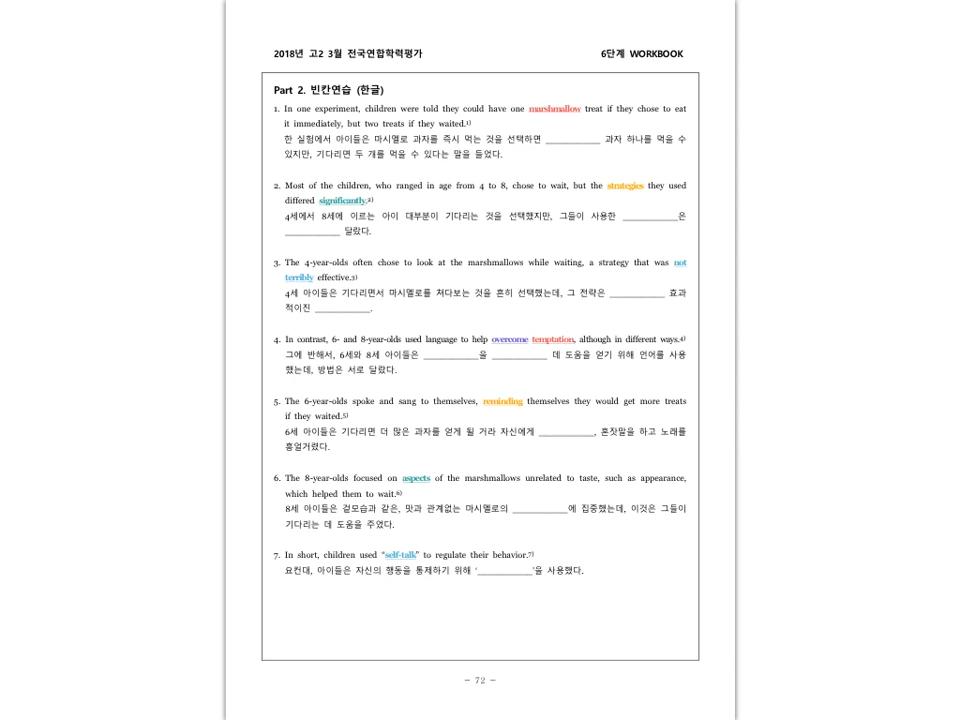 2018년 고2 3월 전국연합학력평가
6단계 WORKBOOK
Part 2. 빈칸연습 (한글)
1. In one experiment, children were told they could have one marshmallow treat if they chose to eat
it immediately, but two treats if they waited.1)
한 실험에서 아이들은 마시멜로 과자를 즉시 먹는 것을 선택하면 ____________ 과자 하나를 먹을 수
있지만, 기다리면 두 개를 먹을 수 있다는 말을 들었다.
2. Most of the children, who ranged in age from 4 to 8, chose to wait, but the strategies they used
differed significantly.2)
4세에서 8세에 이르는 아이 대부분이 기다리는 것을 선택했지만, 그들이 사용한 ____________은
____________ 달랐다.
3. The 4-year-olds often chose to look at the marshmallows while waiting, a strategy that was not
terribly effective.3)
4세 아이들은 기다리면서 마시멜로를 쳐다보는 것을 흔히 선택했는데, 그 전략은 ____________ 효과
적이진 ____________.
4. In contrast, 6- and 8-year-olds used language to help overcome temptation, although in different ways.4)
그에 반해서, 6세와 8세 아이들은 ____________을 ____________ 데 도움을 얻기 위해 언어를 사용
했는데, 방법은 서로 달랐다.
5. The 6-year-olds spoke and sang to themselves, reminding themselves they would get more treats
if they waited.5)
6세 아이들은 기다리면 더 많은 과자를 얻게 될 거라 자신에게 ____________, 혼잣말을 하고 노래를
흥얼거렸다.
6. The 8-year-olds focused on aspects of the marshmallows unrelated to taste, such as appearance,
which helped them to wait.6)
8세 아이들은 겉모습과 같은, 맛과 관계없는 마시멜로의 ____________에 집중했는데, 이것은 그들이
기다리는 데 도움을 주었다.
7. In short, children used “self-talk” to regulate their behavior.7)
요컨대, 아이들은 자신의 행동을 통제하기 위해 ‘____________’을 사용했다.
- 72 -